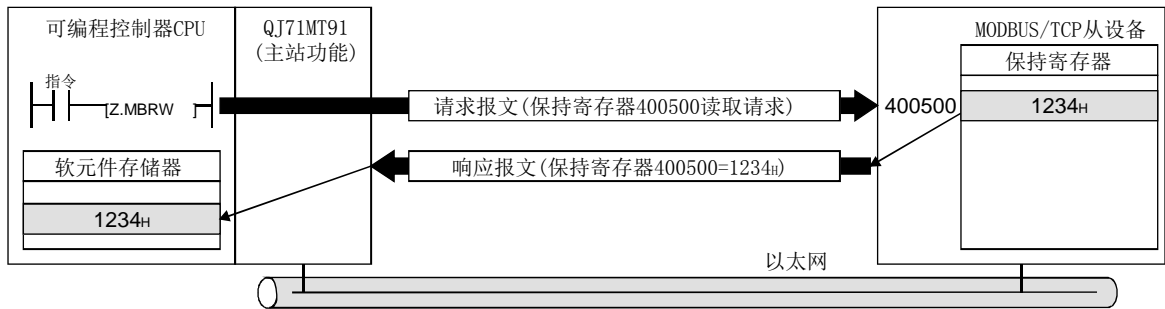 可编程控制器CPU
QJ71MT91
(主站功能)
MODBUS/TCP从设备
保持寄存器
指令
[Z.MBRW ]
请求报文(保持寄存器400500读取请求)
400500
1234H
软元件存储器
响应报文(保持寄存器400500=1234H)
1234H
以太网